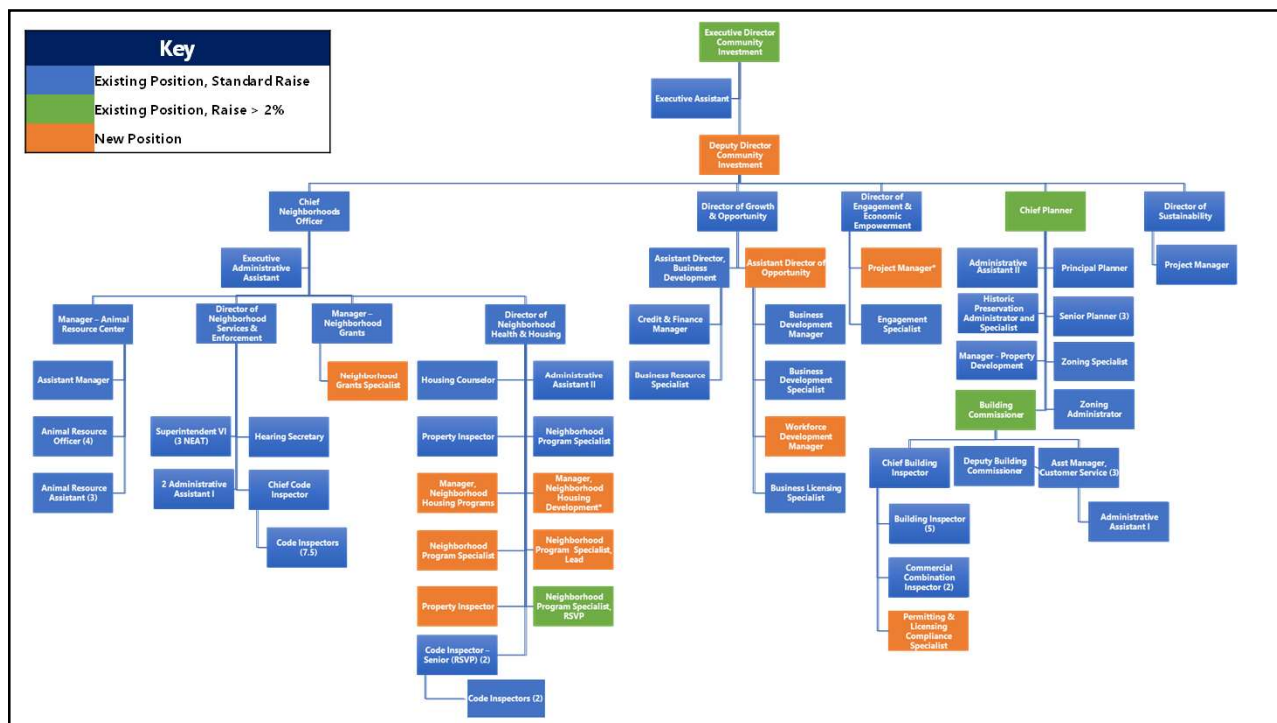 Key
Existing Position, Standard Raise
Existing Position, Raise > 2%
New Position
Executive Director
Community
Investment
Executive Assistant
Deputy Director
Community
Investment
Chief
Neighborhoods
Officer
Director of Growth
& Opportunity
Director of
Engagement &
Economic
Empowerment
Chief Planner
Director of
Sustainability
Executive
Administrative
Assistant
Assistant Director,
Business
Development
Assistant Director of
Opportunity
Project Manager*
Administrative
Assistant II
Principal Planner
Project Manager
Manager – Animal
Resource Center
Director of
Neighborhood
Services &
Enforcement
Manager –
Neighborhood
Grants
Director of
Neighborhood
Health & Housing
Credit & Finance
Manager
Business
Development
Manager
Engagement
Specialist
Historic
Preservation
Administrator and
Specialist
Senior Planner (3)
Assistant Manager
Neighborhood
Grants Specialist
Housing Counselor
Administrative
Assistant II
Business Resource
Specialist
Business
Development
Specialist
Manager – Property
Development
Zoning Specialist
Building
Commissioner
Zoning
Administrator
Animal Resource
Officer (4)
Superintendent VI
(3 NEAT)
Hearing Secretary
Property Inspector
Neighborhood
Program Specialist
Workforce
Development
Manager
Chief Building
Inspector
Deputy Building
Commissioner
Asst Manager,
Customer Service (3)
Animal Resource
Assistant (3)
2 Administrative
Assistant I
Chief Code
Inspector
Manager,
Neighborhood
Housing Programs
Manager,
Neighborhood
Housing
Development*
Business Licensing
Specialist
Building Inspector
(5)
Administrative
Assistant I
Code Inspectors
(7.5)
Neighborhood
Program Specialist
Neighborhood
Program Specialist,
Lead
Commercial
Combination
Inspector (2)
Property Inspector
Neighborhood
Program Specialist,
RSVP
Permitting &
Licensing
Compliance
Specialist
Code Inspector –
Senior (RSVP) (2)
Code Inspectors (2)